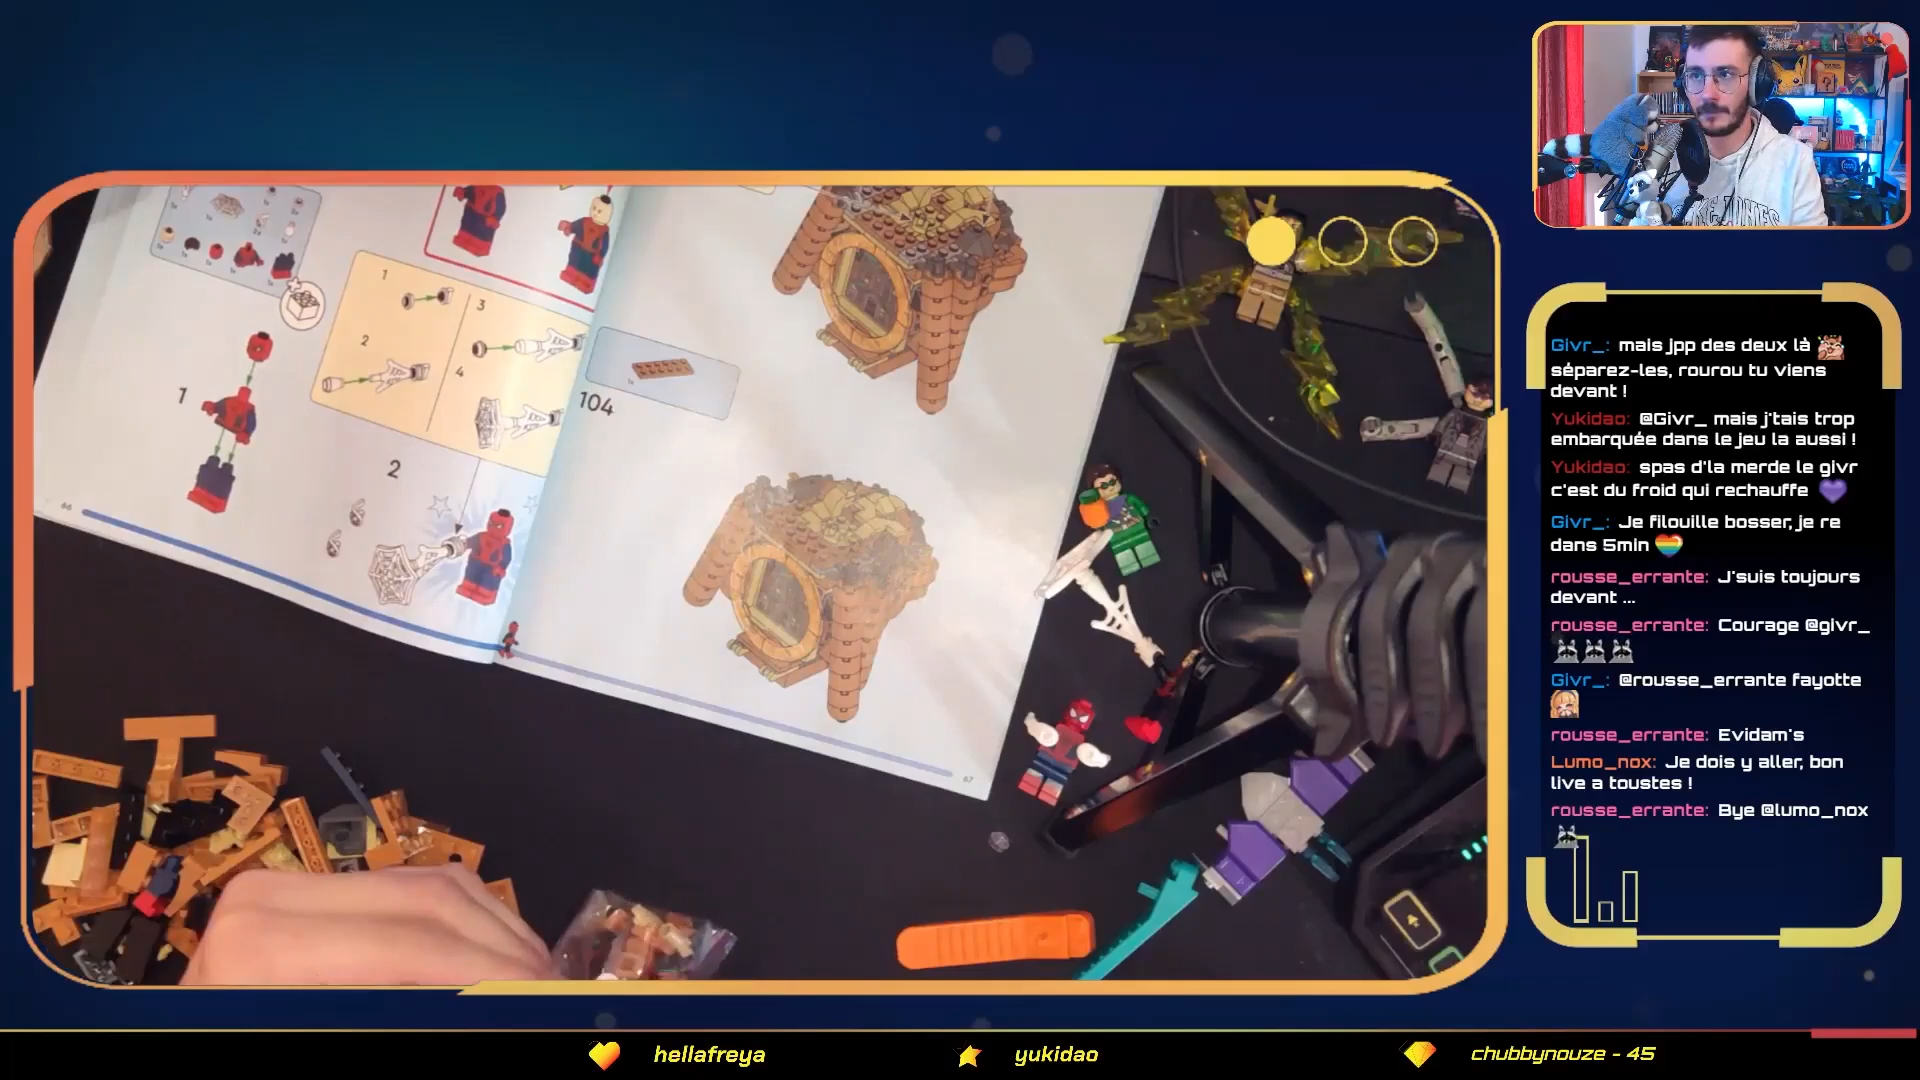 1
3
2
4
1
2
66
1x
104
67
Givr_: mais jpp des deux là
séparez-les, rourou tu viens
devant !
Yukidao: @Givr_ mais j'tais trop
embarquée dans le jeu la aussi !
Yukidao: spas d'la merde le givr
c'est du froid qui rechauffe
Givr_: Je filouille bosser, je re
dans 5min
rousse_errante: J'suis toujours
devant ...
rousse_errante: Courage @givr_
Givr_: @rousse_errante fayotte
rousse_errante: Evidam's
Lumo_nox: Je dois y aller, bon
live a toustes !
rousse_errante: Bye @lumo_nox
hellafreya
yukidao
chubbynouze - 45